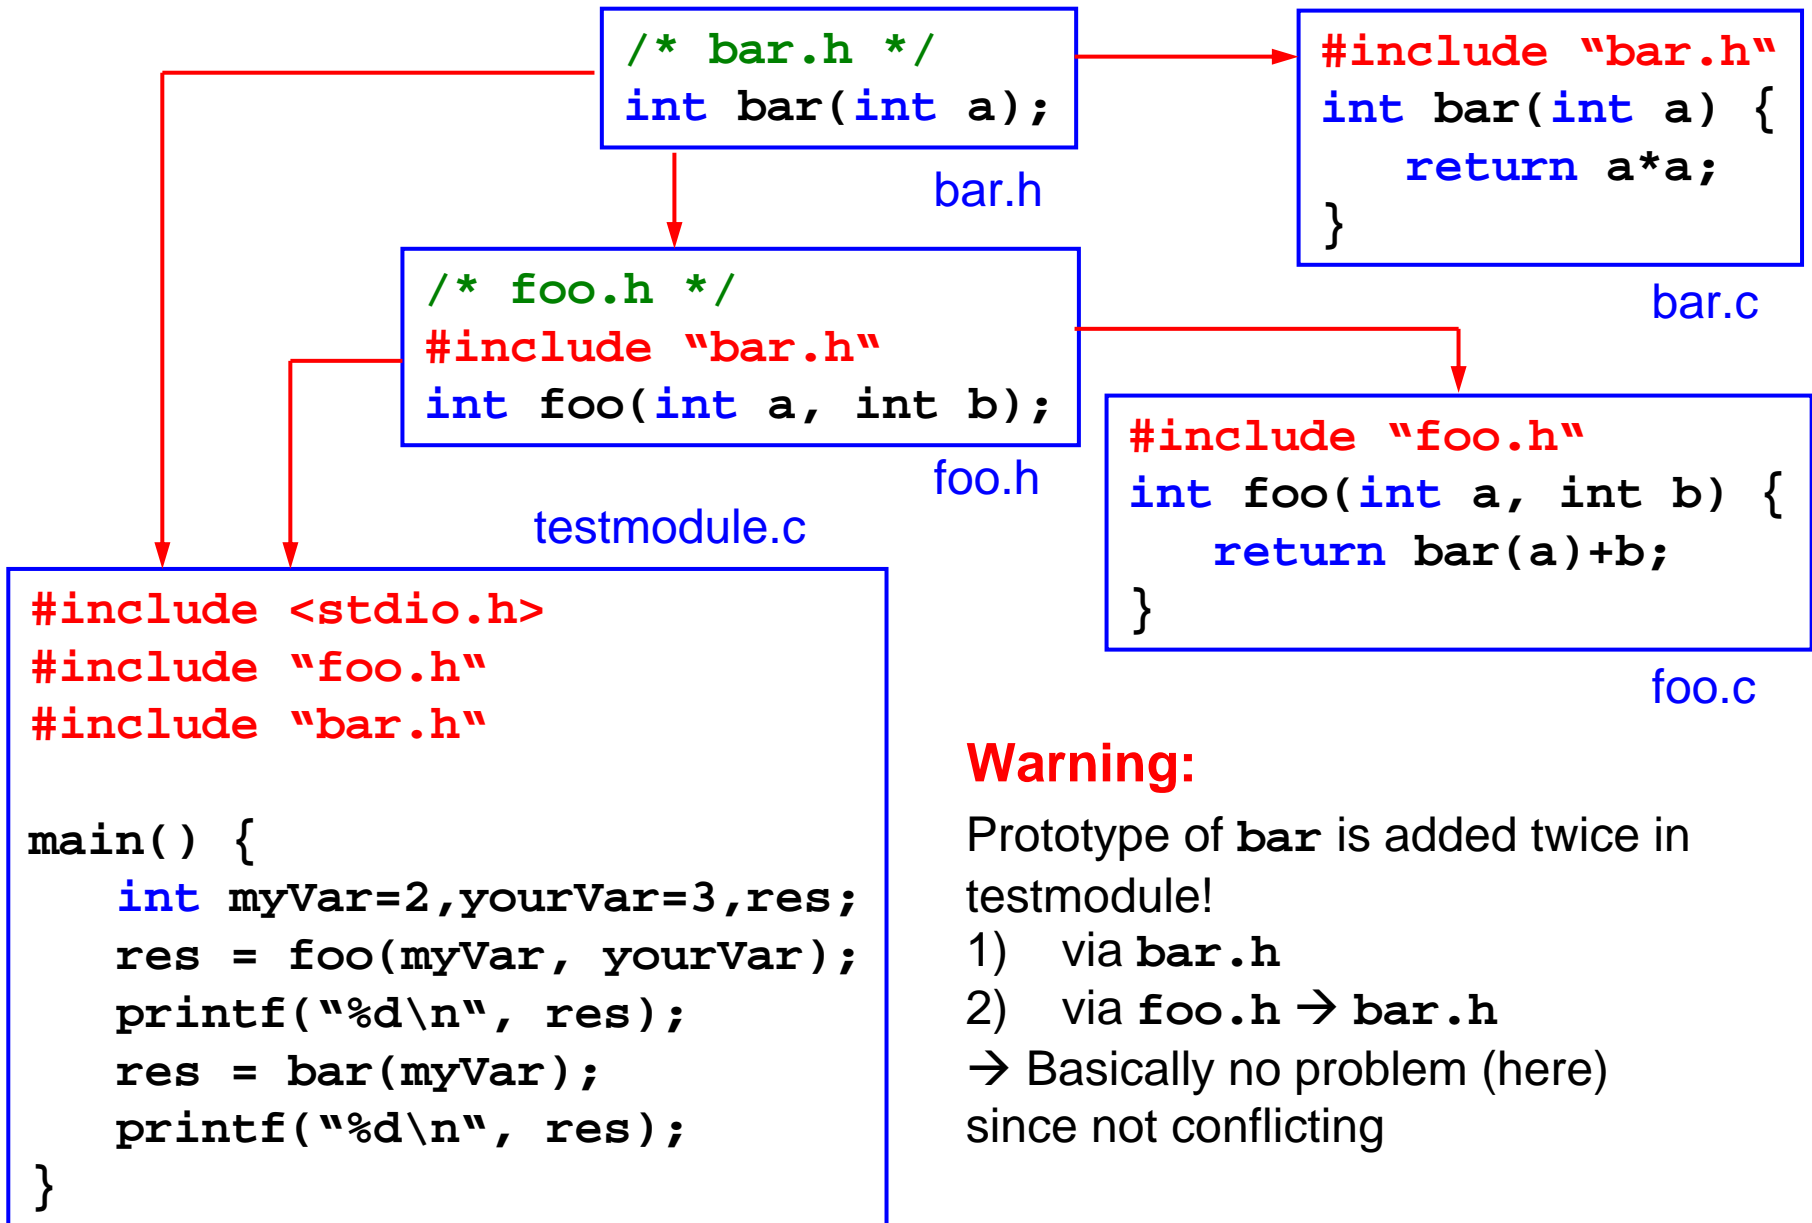 /* bar.h */
int bar(int a);
bar.h
#include “bar.h“
int bar(int a) {
return a*a;
}
bar.c
/* foo.h */
#include “bar.h“
int foo(int a, int b);
foo.h
#include “foo.h“
int foo(int a, int b) {
return bar(a)+b;
}
foo.c
testmodule.c
#include <stdio.h>
#include “foo.h“
#include “bar.h“
main() {
int myVar=2,yourVar=3,res;
res = foo(myVar, yourVar);
printf(“%d\n“, res);
res = bar(myVar);
printf(“%d\n“, res);
}
Warning:
Prototype of bar is added twice in
testmodule!
1) via bar.h
2) via foo.h → bar.h
→ Basically no problem (here)
since not conflicting